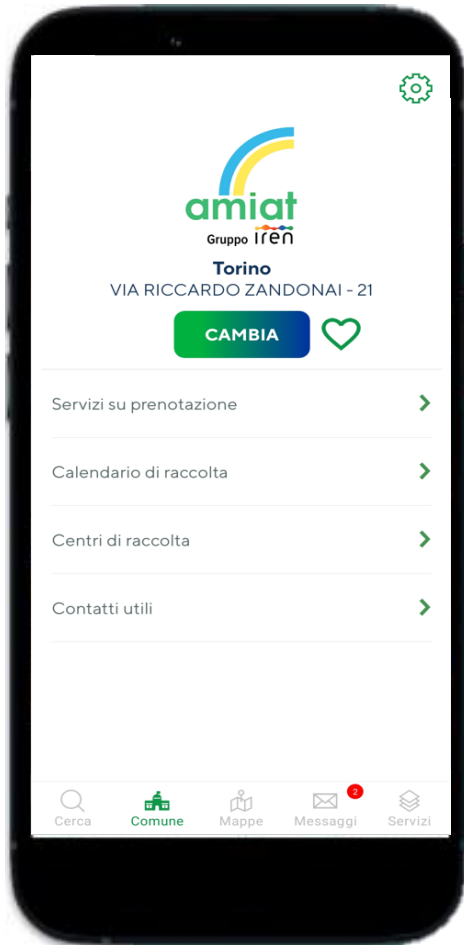 amiat
Gruppo iren
Torino
VIA RICCARDO ZANDONAI - 21
CAMBIA
Servizi su prenotazione
Calendario di raccolta
Centri di raccolta
Contatti utili
2
Cerca Comune Mappe Messaggi Servizi